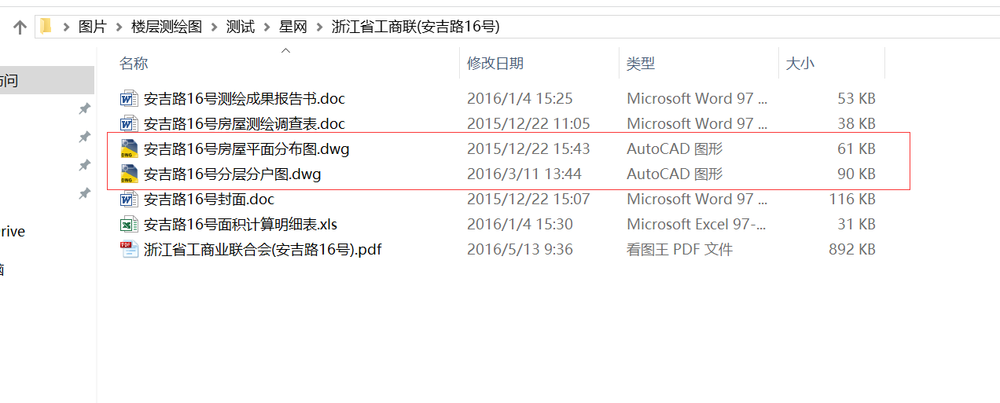 图片 > 楼层测绘图 > 测试 > 星网 > 浙江省工商联(安吉路16号)
名称 修改日期 类型 大小
访问
安吉路16号测绘成果报告书.doc 2016/1/4 15:25 Microsoft Word 97 ... 53 KB
安吉路16号房屋测绘调查表.doc 2015/12/22 11:05 Microsoft Word 97 ... 38 KB
安吉路16号房屋平面分布图.dwg 2015/12/22 15:43 AutoCAD 图形 61 KB
安吉路16号分层分户图.dwg 2016/3/11 13:44 AutoCAD 图形 90 KB
安吉路16号封面.doc 2015/12/22 15:07 Microsoft Word 97 ... 116 KB
rive
安吉路16号面积计算明细表.xls 2016/1/4 15:30 Microsoft Excel 97-... 31 KB
浙江省工商业联合会(安吉路16号).pdf 2016/5/13 9:36 看图王 PDF 文件 892 KB